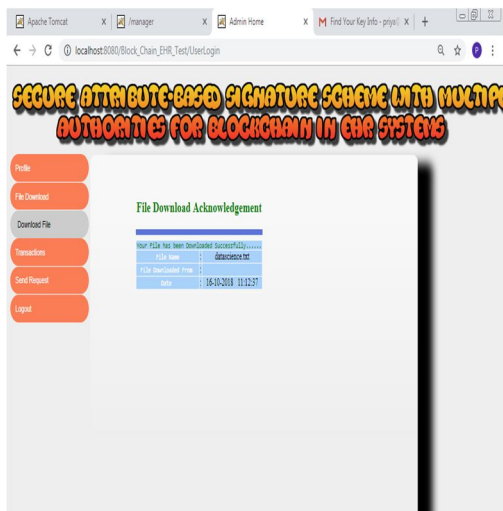 Apache Tomcat
/manager
Admin Home
Find Your Key Info - priya
localhost:8080/Block_Chain_EHR_Test/UserLogin
P
SECURE ATTRIBUTE-BASED SIGNATURE SCHEME WITH MULTIPL
AUTHORITIES FOR BLOCKCHAIN IN EHR SYSTEMS
Profile
File Download
Download File
Transactions
Send Request
Logout
File Download Acknowledgement
Your File has been Downloaded Successfully......
File Name : datascience.txt
File Downloaded From :
Date : 16-10-2018 11:12:37